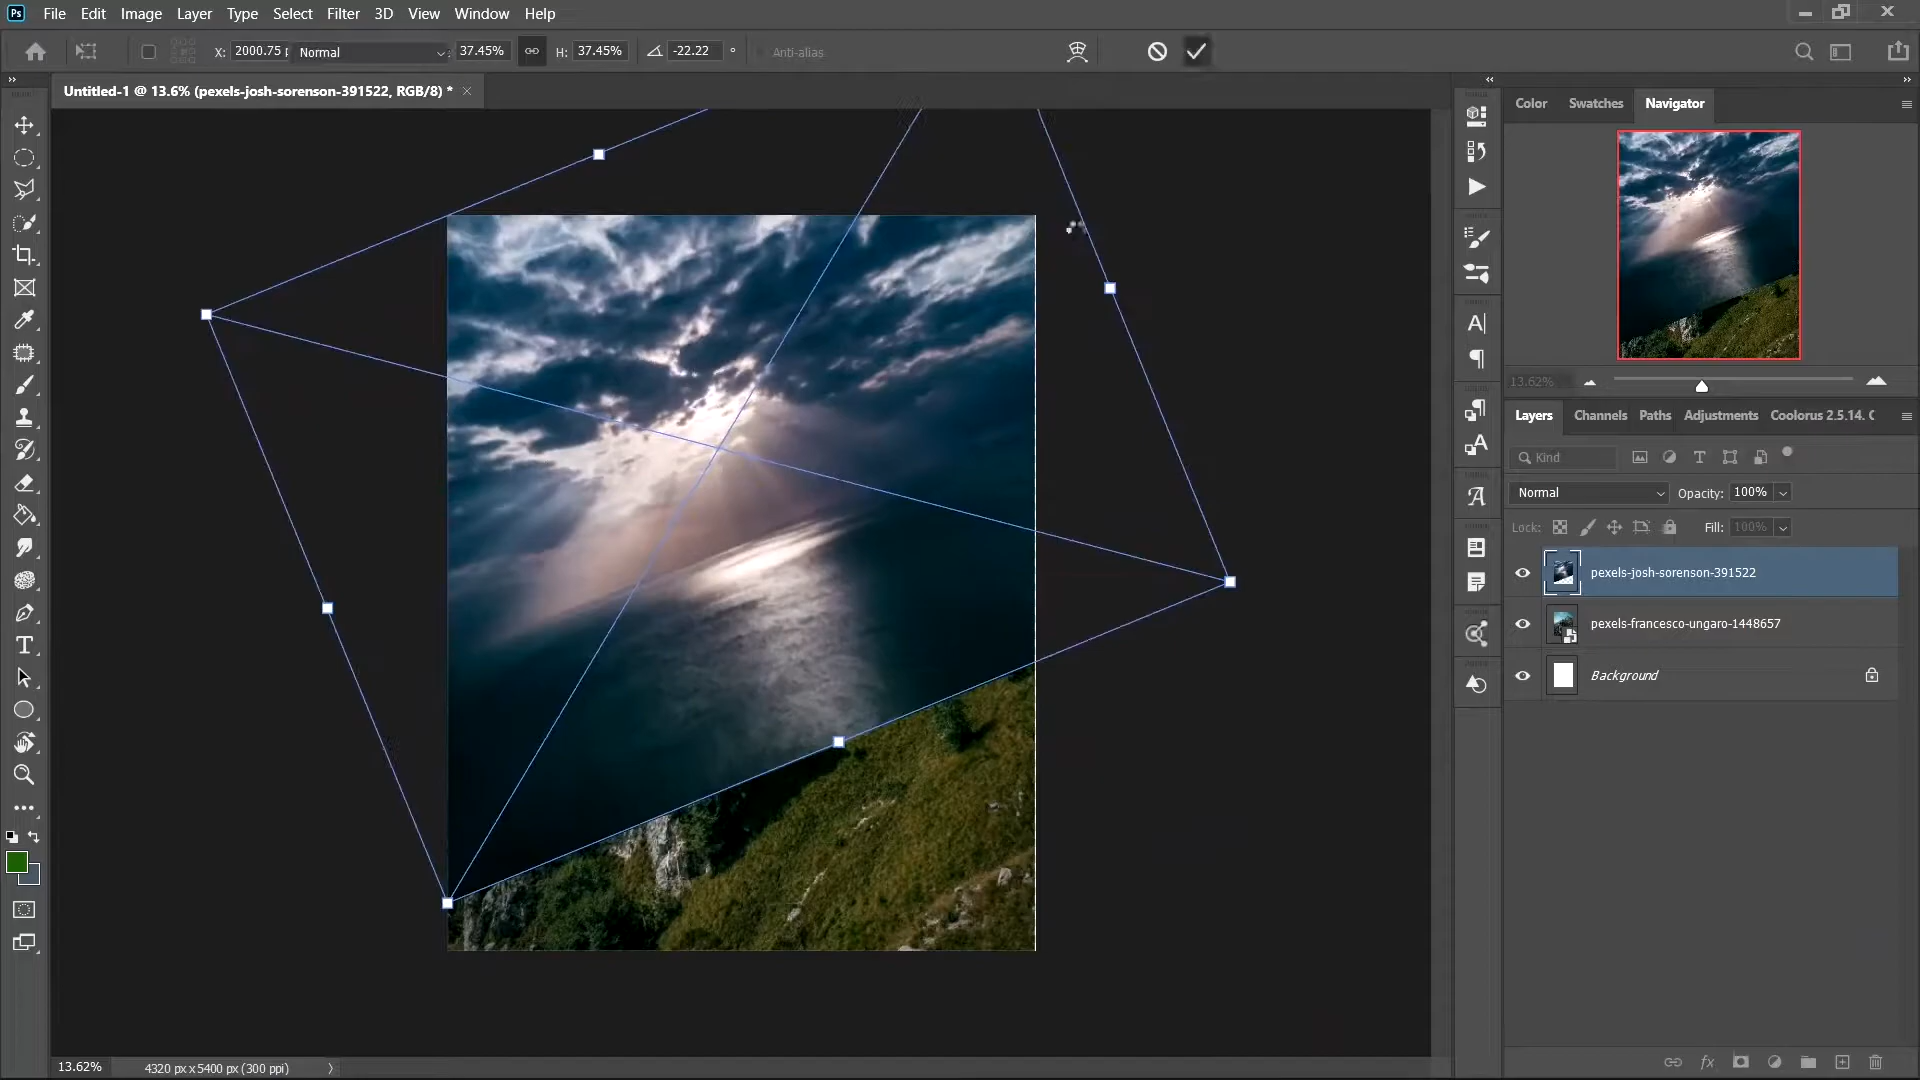 Ps File Edit Image Layer Type Select Filter 3D View Window Help
X: 2000.75 Normal 37.45% H: 37.45% -22.22 ° Anti-alias
Untitled-1 @ 13.6% (pexels-josh-sorenson-391522, RGB/8) * ×
Color Swatches Navigator
13.62%
Layers Channels Paths Adjustments Coolorus 2.5.14. C
Kind
Normal Opacity: 100%
Lock: Fill: 100%
pexels-josh-sorenson-391522
pexels-francesco-ungaro-1448657
Background
fx
13.62% 4320 px x 5400 px (300 ppi)